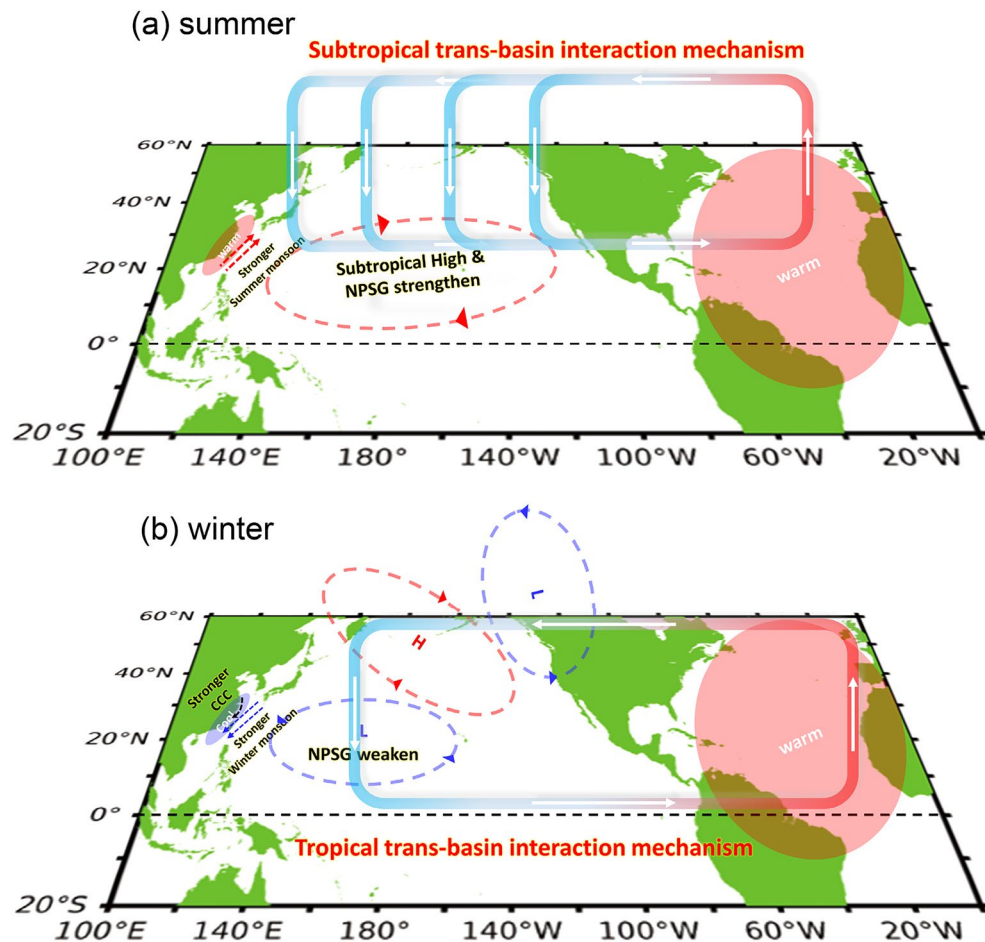 (a) summer
Subtropical trans-basin interaction mechanism
60°N
40°N
20°N
0°
20°S
warm
Stronger
Summer monsoon
Subtropical High &
NPSG strengthen
warm
100°E
140°E
180°
140°W
100°W
60°W
20°W
(b) winter
L
60°N
40°N
20°N
0°
20°S
H
Stronger
CCC
Cool
Stronger
Winter monsoon
L
NPSG weaken
warm
Tropical trans-basin interaction mechanism
100°E
140°E
180°
140°W
100°W
60°W
20°W